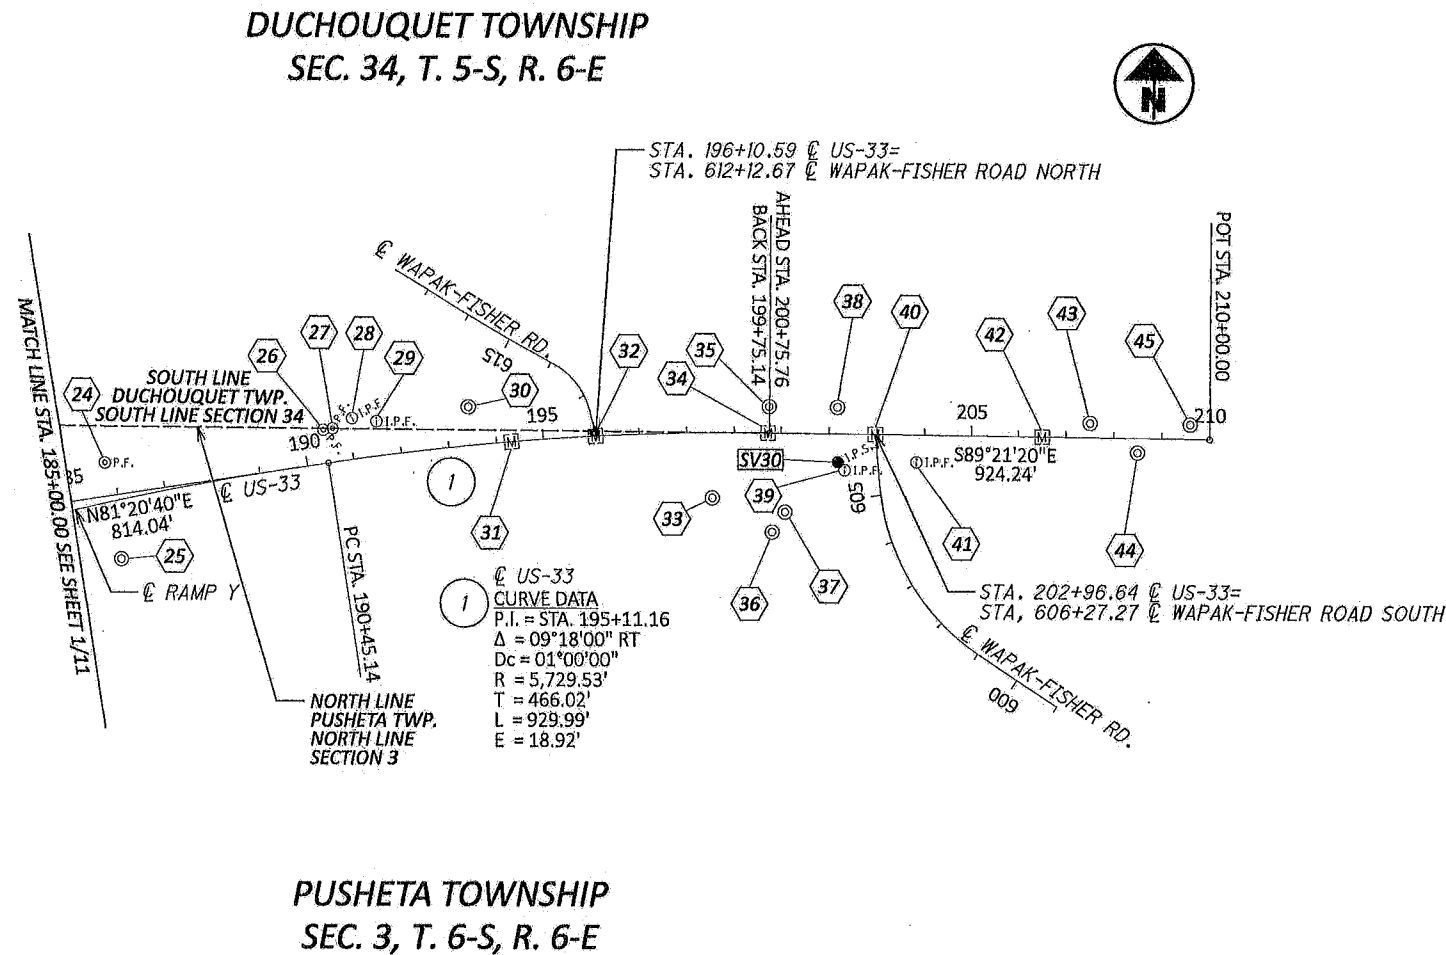 DUCHOUQUET TOWNSHIP
SEC. 34, T. 5-S, R. 6-E
N
STA. 196+10.59 ℄ US-33=
STA. 612+12.67 ℄ WAPAK-FISHER ROAD NORTH
AHEAD STA. 200+75.76
BACK STA. 199+75.14
POT STA. 210+00.00
℄ WAPAK-FISHER RD.
615
MATCH LINE STA. 185+00.00 SEE SHEET 1/11
SOUTH LINE
DUCHOUQUET TWP.
SOUTH LINE SECTION 34
24
26
27
28
29
30
32
34
35
38
40
42
43
45
P.F.
P.F.
P.F.
I.P.F.
I.P.F.
85
190
195
205
210
M
M
M
M
M
℄ US-33
N81°20'40"E
814.04'
25
℄ RAMP Y
1
31
33
36
37
SV30
39
I.P.S.
I.P.F.
605
I.P.F.
41
S89°21'20"E
924.24'
44
PC STA. 190+45.14
1
℄ US-33
CURVE DATA
P.I. = STA. 195+11.16
Δ = 09°18'00" RT
Dc = 01°00'00"
R = 5,729.53'
T = 466.02'
L = 929.99'
E = 18.92'
STA. 202+96.64 ℄ US-33=
STA, 606+27.27 ℄ WAPAK-FISHER ROAD SOUTH
℄ WAPAK-FISHER RD.
600
NORTH LINE
PUSHETA TWP.
NORTH LINE
SECTION 3
PUSHETA TOWNSHIP
SEC. 3, T. 6-S, R. 6-E